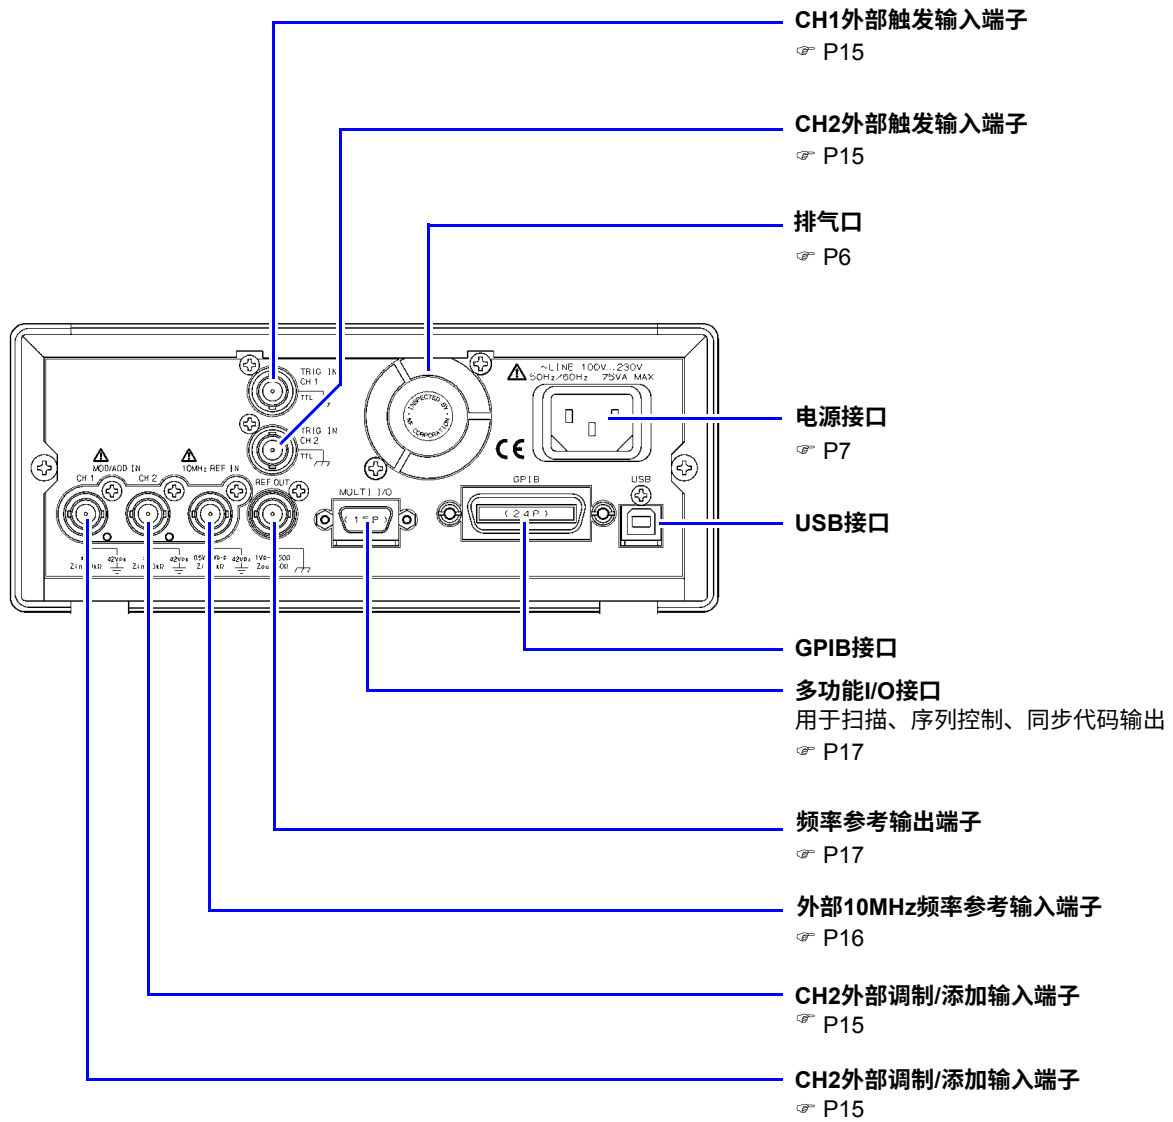 CH1外部触发输入端子
☞ P15
CH2外部触发输入端子
☞ P15
排气口
☞ P6
TRIG IN
CH 1
TTL
~LINE 100V...230V
50Hz/60Hz 75VA MAX
INSPECTED BY
NF CORPORATION
TRIG IN
CH 2
TTL
CE
电源接口
☞ P7
MOD/ADD IN
CH 1
CH 2
10MHz REF IN
REF OUT
MULTI I/O
GPIB
(24P)
USB
USB接口
42Vpk
42Vpk
42Vpk
GPIB接口
多功能I/O接口
用于扫描、序列控制、同步代码输出
☞ P17
频率参考输出端子
☞ P17
外部10MHz频率参考输入端子
☞ P16
CH2外部调制/添加输入端子
☞ P15
CH2外部调制/添加输入端子
☞ P15